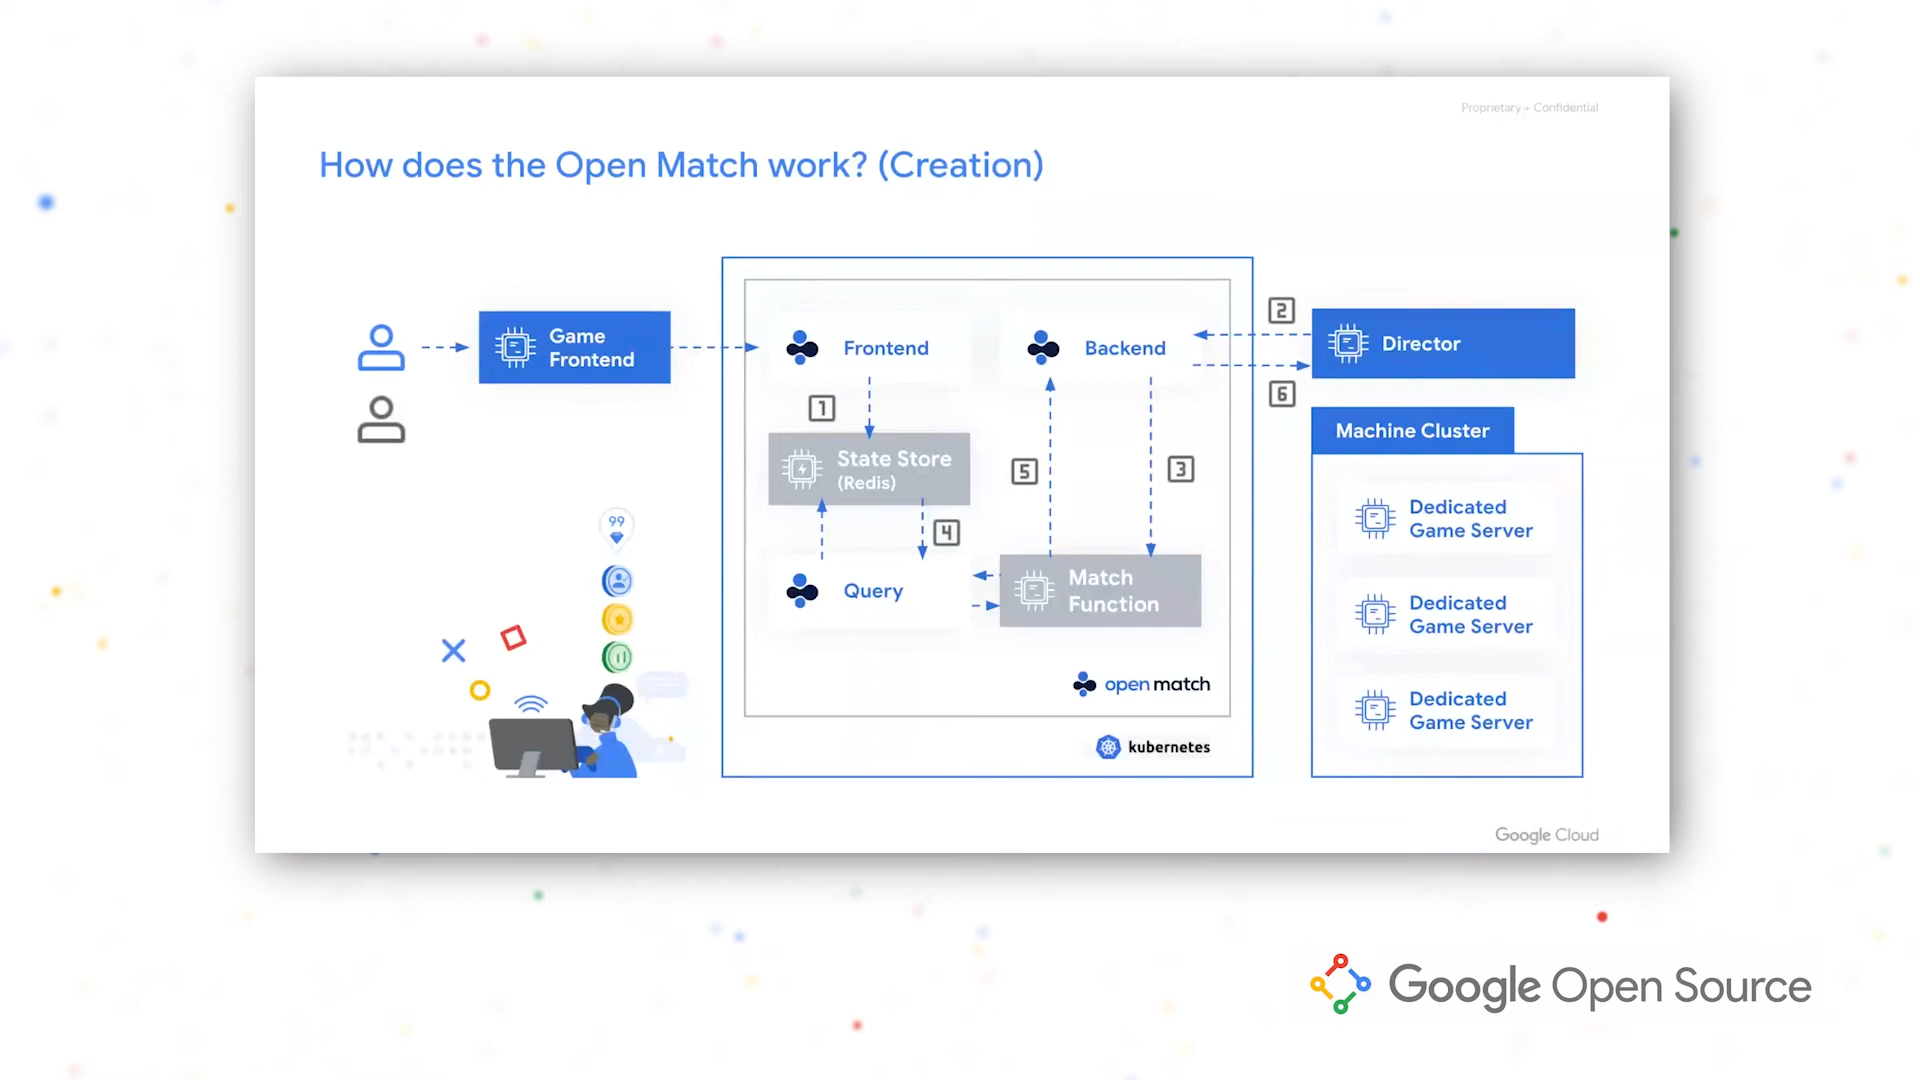 Proprietary + Confidential
How does the Open Match work? (Creation)
Game
Frontend
Frontend
Backend
2
Director
6
1
State Store
(Redis)
5
3
4
Query
Match
Function
open match
kubernetes
Machine Cluster
Dedicated
Game Server
Dedicated
Game Server
Dedicated
Game Server
99
Google Cloud
Google Open Source